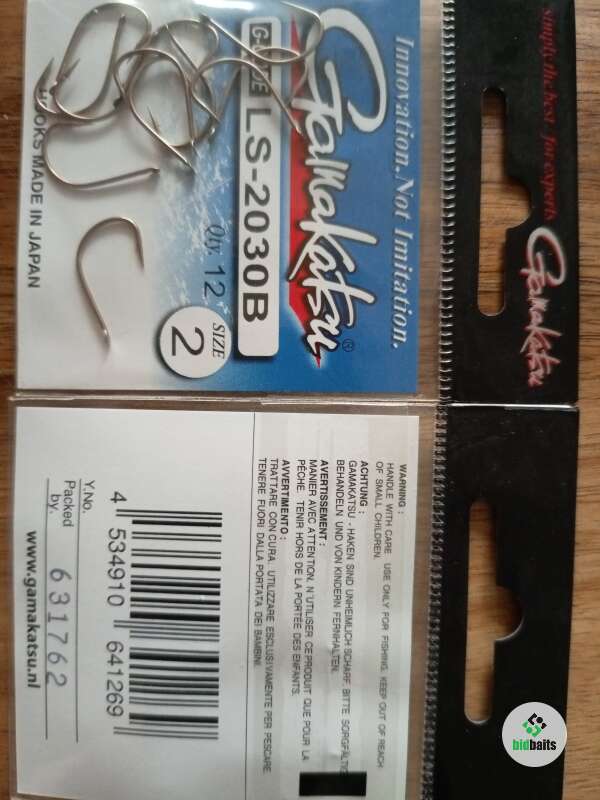 simply the best... for experts
Gamakatsu
Innovation. Not Imitation.
Gamakatsu®
LS-2030B
Qty. 12
SIZE
2
HOOKS MADE IN JAPAN
WARNING :
HANDLE WITH CARE. USE ONLY FOR FISHING. KEEP OUT OF REACH
OF SMALL CHILDREN.
ACHTUNG :
GAMAKATSU - HAKEN SIND UNHEIMLICH SCHARF. BITTE SORGFÄLTIG
BEHANDELN UND VON KINDERN FERNHALTEN.
AVERTISSEMENT :
MANIER AVEC ATTENTION, N'UTILISER CE PRODUIT QUE POUR LA
PÊCHE. TENIR HORS DE LA PORTÉE DES ENFANTS.
AVVERTIMENTO :
TRATTARE CON CURA. UTILIZZARE ESCLUSIVAMENTE PER PESCARE.
TENERE FUORI DALLA PORTATA DEI BAMBINI.
4 534910 641269
Y.No.
Packed by: 631762
www.gamakatsu.nl
bidbaits